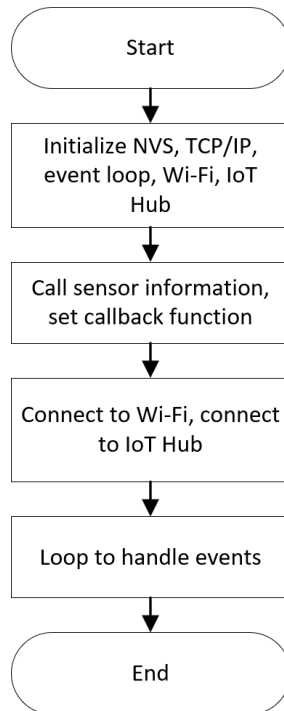 Start
Initialize NVS, TCP/IP,
event loop, Wi-Fi, IoT
Hub
Call sensor information,
set callback function
Connect to Wi-Fi, connect
to IoT Hub
Loop to handle events
End